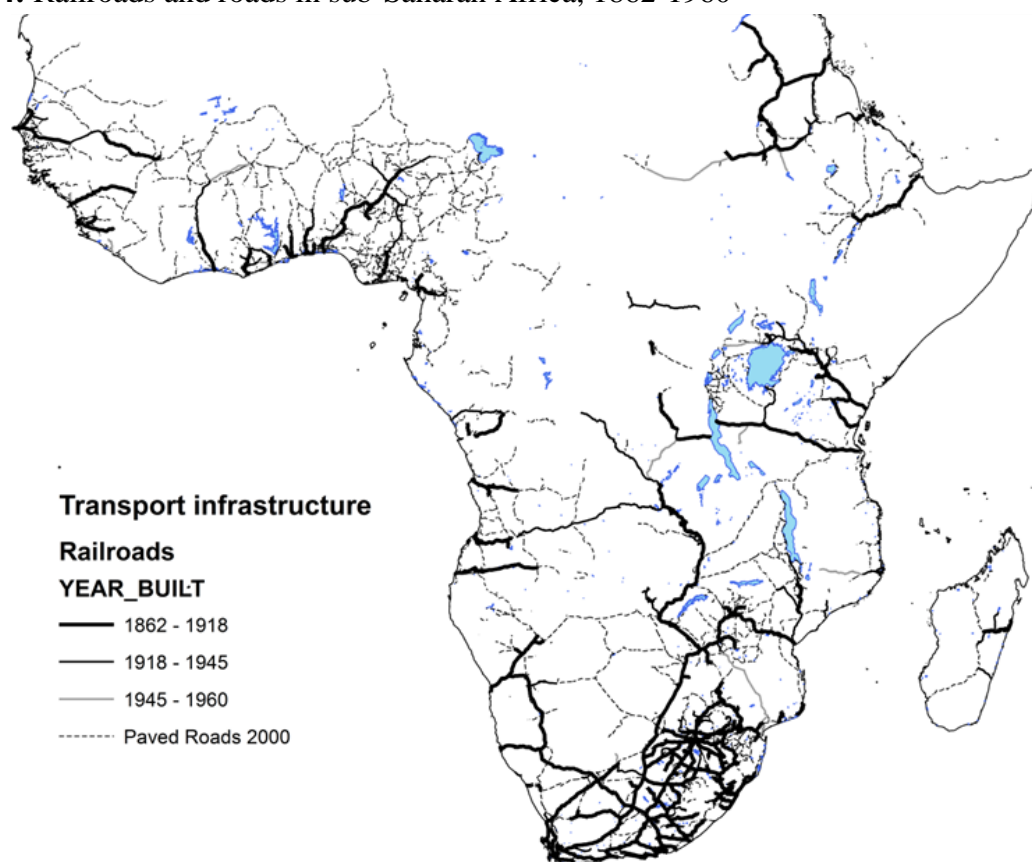 Railroads and roads in sub-Saharan Africa, 1862-1960
Transport infrastructure
Railroads
YEAR_BUILT
1862 - 1918
1918 - 1945
1945 - 1960
Paved Roads 2000